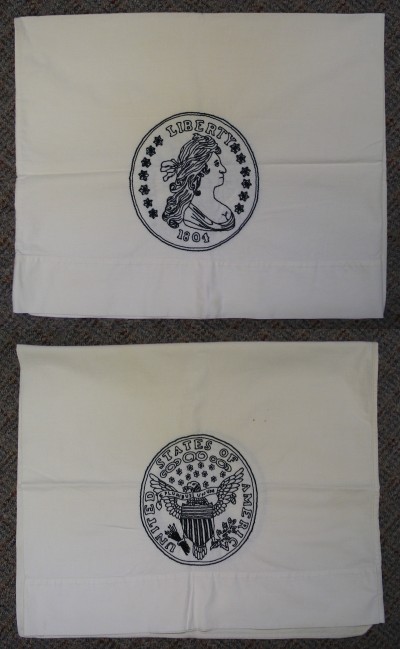 LIBERTY
1804
UNITED STATES OF AMERICA